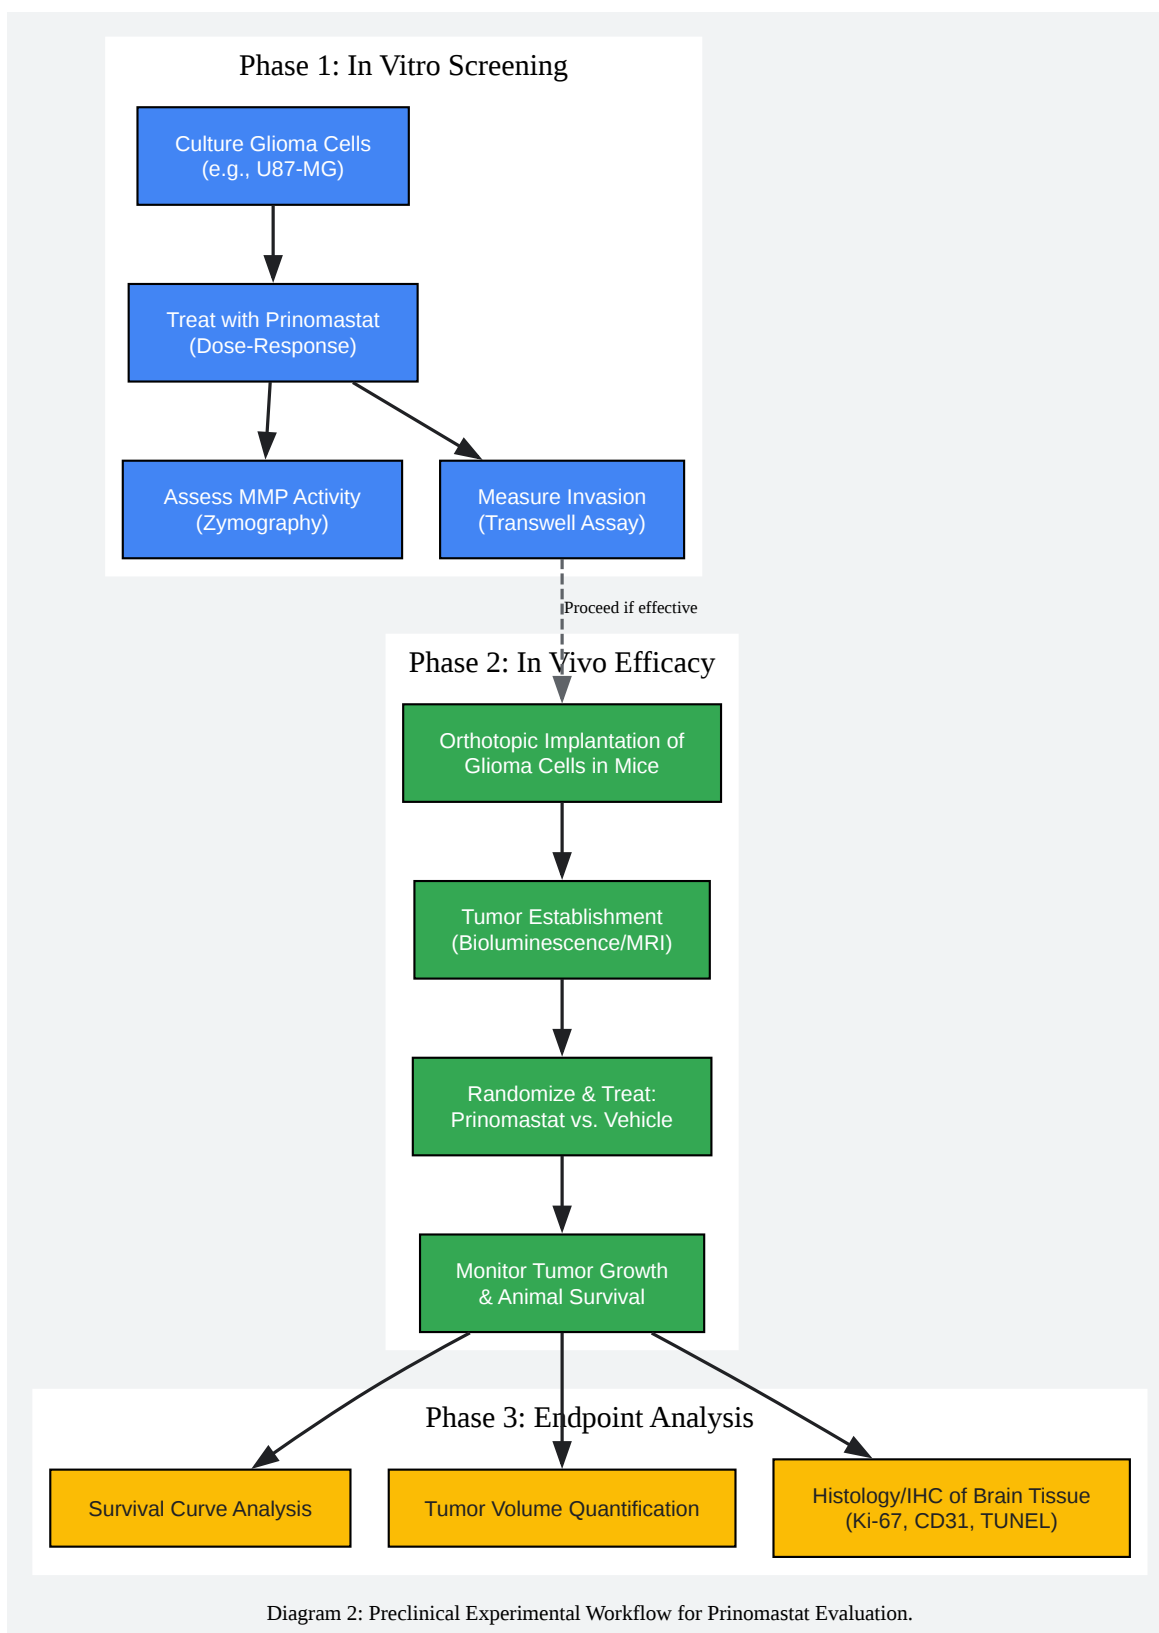 Phase 1: In Vitro Screening
Culture Glioma Cells
(e.g., U87-MG)
Treat with Prinomastat
(Dose-Response)
Assess MMP Activity
(Zymography)
Measure Invasion
(Transwell Assay)
Proceed if effective
Phase 2: In Vivo Efficacy
Orthotopic Implantation of
Glioma Cells in Mice
Tumor Establishment
(Bioluminescence/MRI)
Randomize & Treat:
Prinomastat vs. Vehicle
Monitor Tumor Growth
& Animal Survival
Phase 3: Endpoint Analysis
Survival Curve Analysis
Tumor Volume Quantification
Histology/IHC of Brain Tissue
(Ki-67, CD31, TUNEL)
Diagram 2: Preclinical Experimental Workflow for Prinomastat Evaluation.